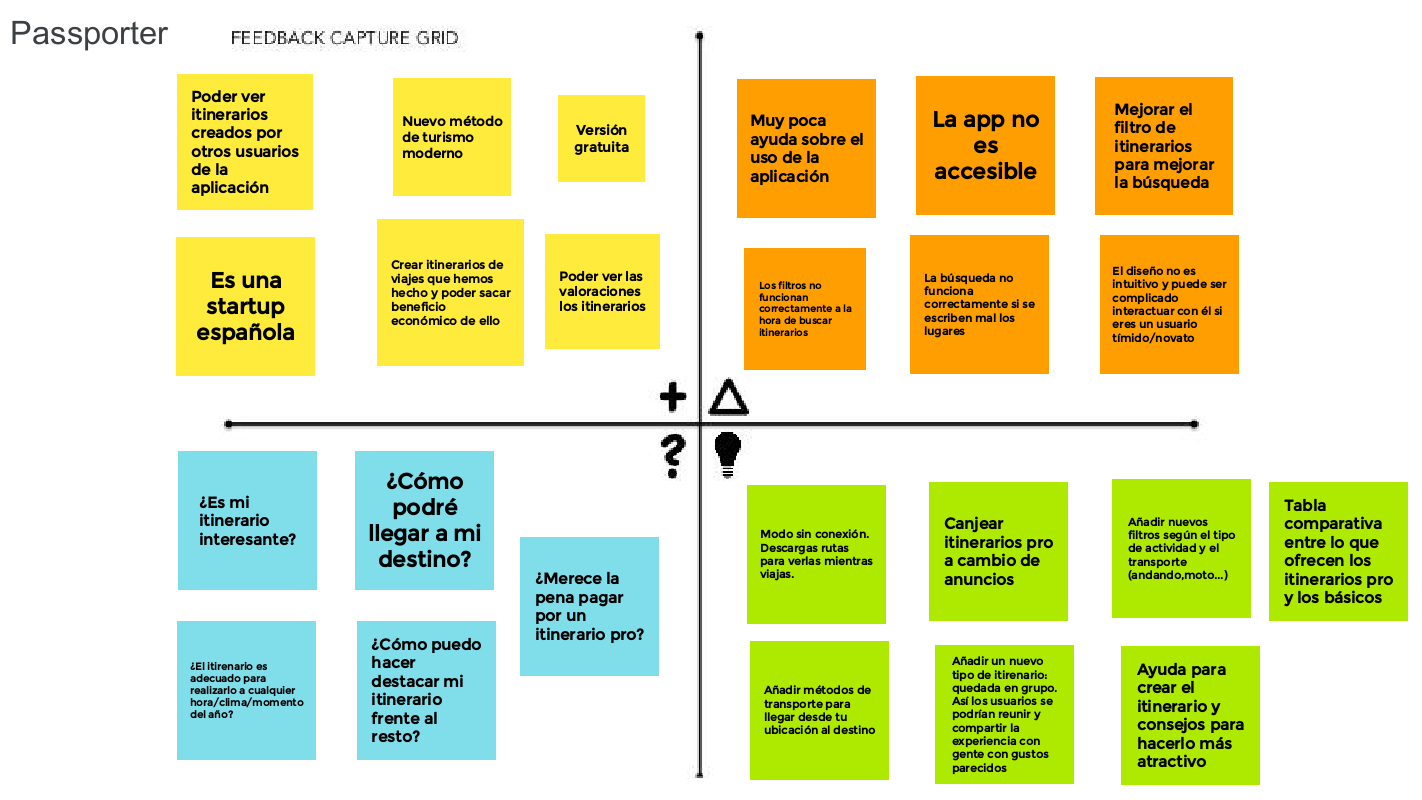 Passporter
FEEDBACK CAPTURE GRID
Poder ver
itinerarios
creados por
otros usuarios
de la
aplicación
Nuevo método
de turismo
moderno
Versión
gratuita
Es una
startup
española
Crear itinerarios de
viajes que hemos
hecho y poder sacar
beneficio
económico de ello
Poder ver las
valoraciones
los itinerarios
Muy poca
ayuda sobre el
uso de la
aplicación
La app no
es
accesible
Mejorar el
filtro de
itinerarios
para mejorar
la búsqueda
Los filtros no
funcionan
correctamente a la
hora de buscar
itinerarios
La búsqueda no
funciona
correctamente si se
escriben mal los
lugares
El diseño no es
intuitivo y puede ser
complicado
interactuar con él si
eres un usuario
tímido/novato
¿Es mi
itinerario
interesante?
¿Cómo
podré
llegar a mi
destino?
¿Merece la
pena pagar
por un
itinerario pro?
¿El itirenario es
adecuado para
realizarlo a cualquier
hora/clima/momento
del año?
¿Cómo puedo
hacer
destacar mi
itinerario
frente al
resto?
Modo sin conexión.
Descargas rutas
para verlas mientras
viajas.
Canjear
itinerarios pro
a cambio de
anuncios
Añadir nuevos
filtros según el tipo
de actividad y el
transporte
(andando,moto...)
Tabla
comparativa
entre lo que
ofrecen los
itinerarios pro
y los básicos
Añadir métodos de
transporte para
llegar desde tu
ubicación al destino
Añadir un nuevo
tipo de itirenario:
quedada en grupo.
Así los usuarios se
podrían reunir y
compartir la
experiencia con
gente con gustos
parecidos
Ayuda para
crear el
itinerario y
consejos para
hacerlo más
atractivo